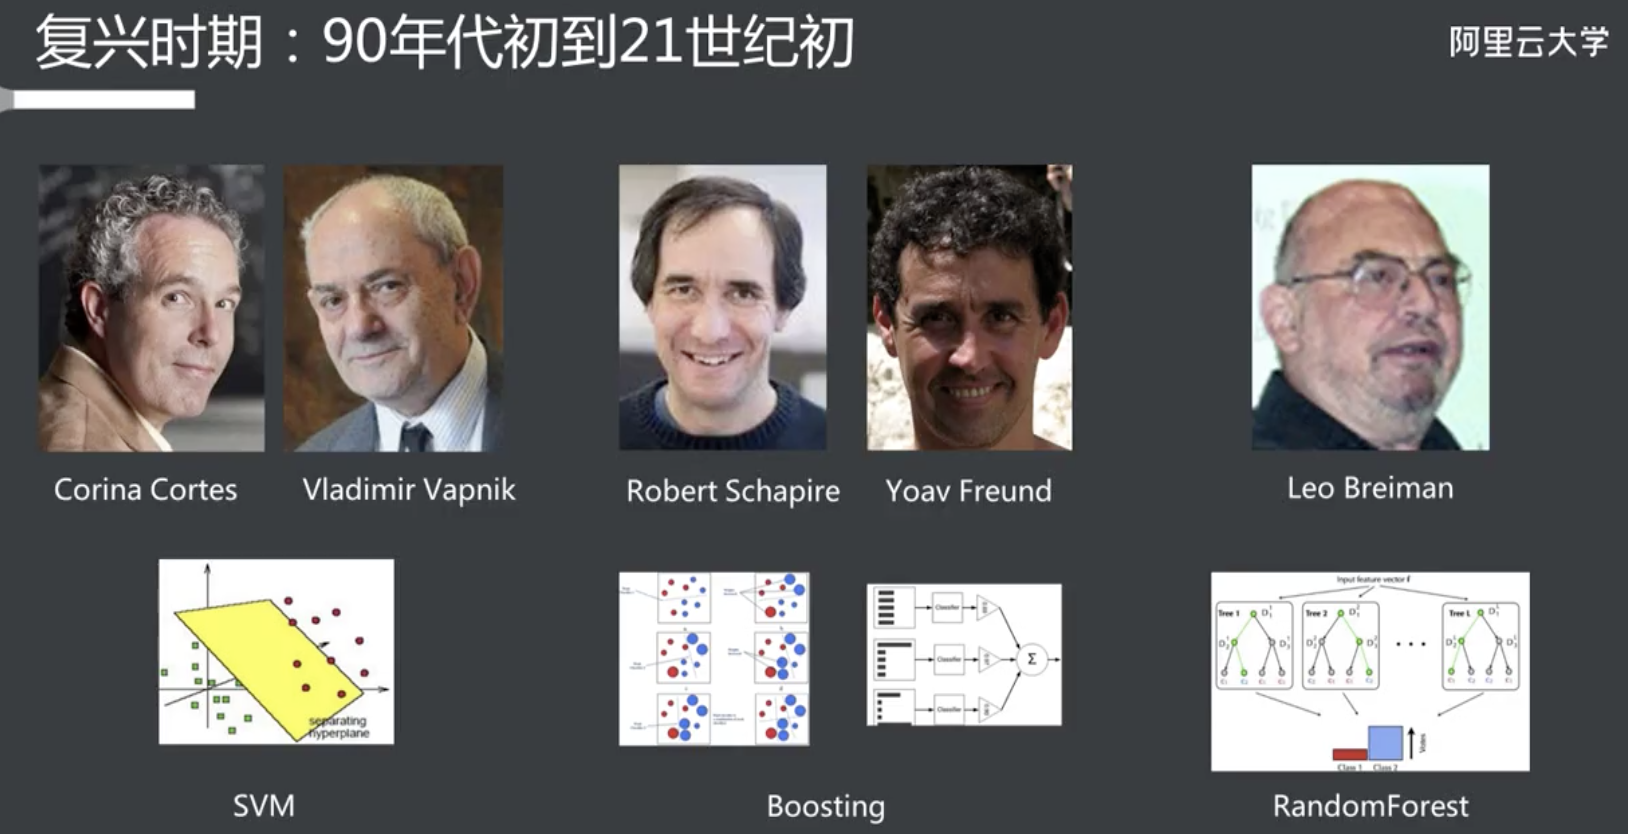 复兴时期：90年代初到21世纪初
阿里云大学
Corina Cortes
Vladimir Vapnik
Robert Schapire
Yoav Freund
Leo Breiman
separating
hyperplane
Classifier
Classifier
Classifier
Σ
Input feature vector f
Tree 1
Tree 2
Tree L
Votes
Class 1
Class 2
SVM
Boosting
RandomForest